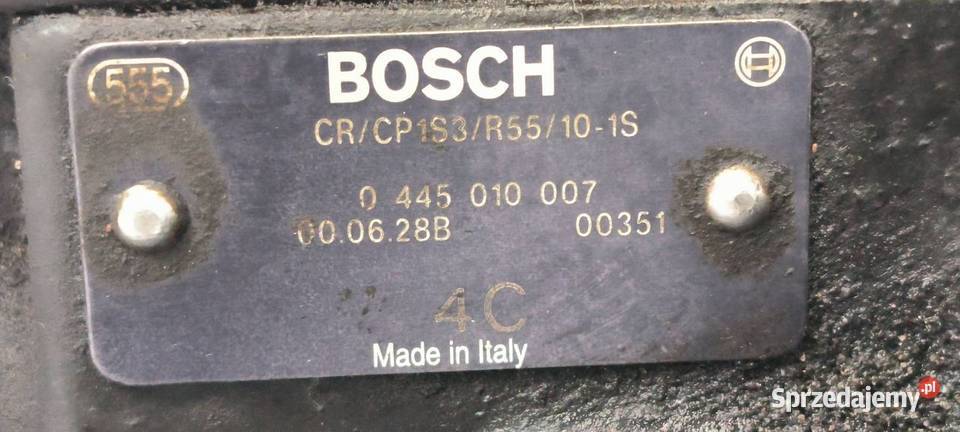 555 BOSCH
CR/CP1S3/R55/10-1S
0 445 010 007
00.06.28B 00351
4C
Made in Italy
Sprzedajemy.pl